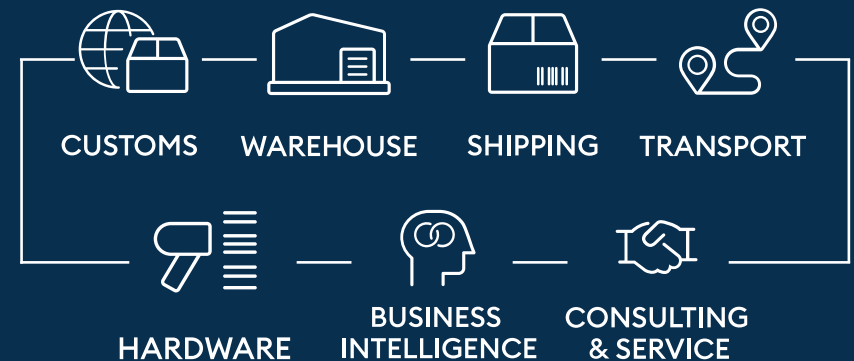 CUSTOMS
WAREHOUSE
SHIPPING
TRANSPORT
HARDWARE
BUSINESS
INTELLIGENCE
CONSULTING
& SERVICE